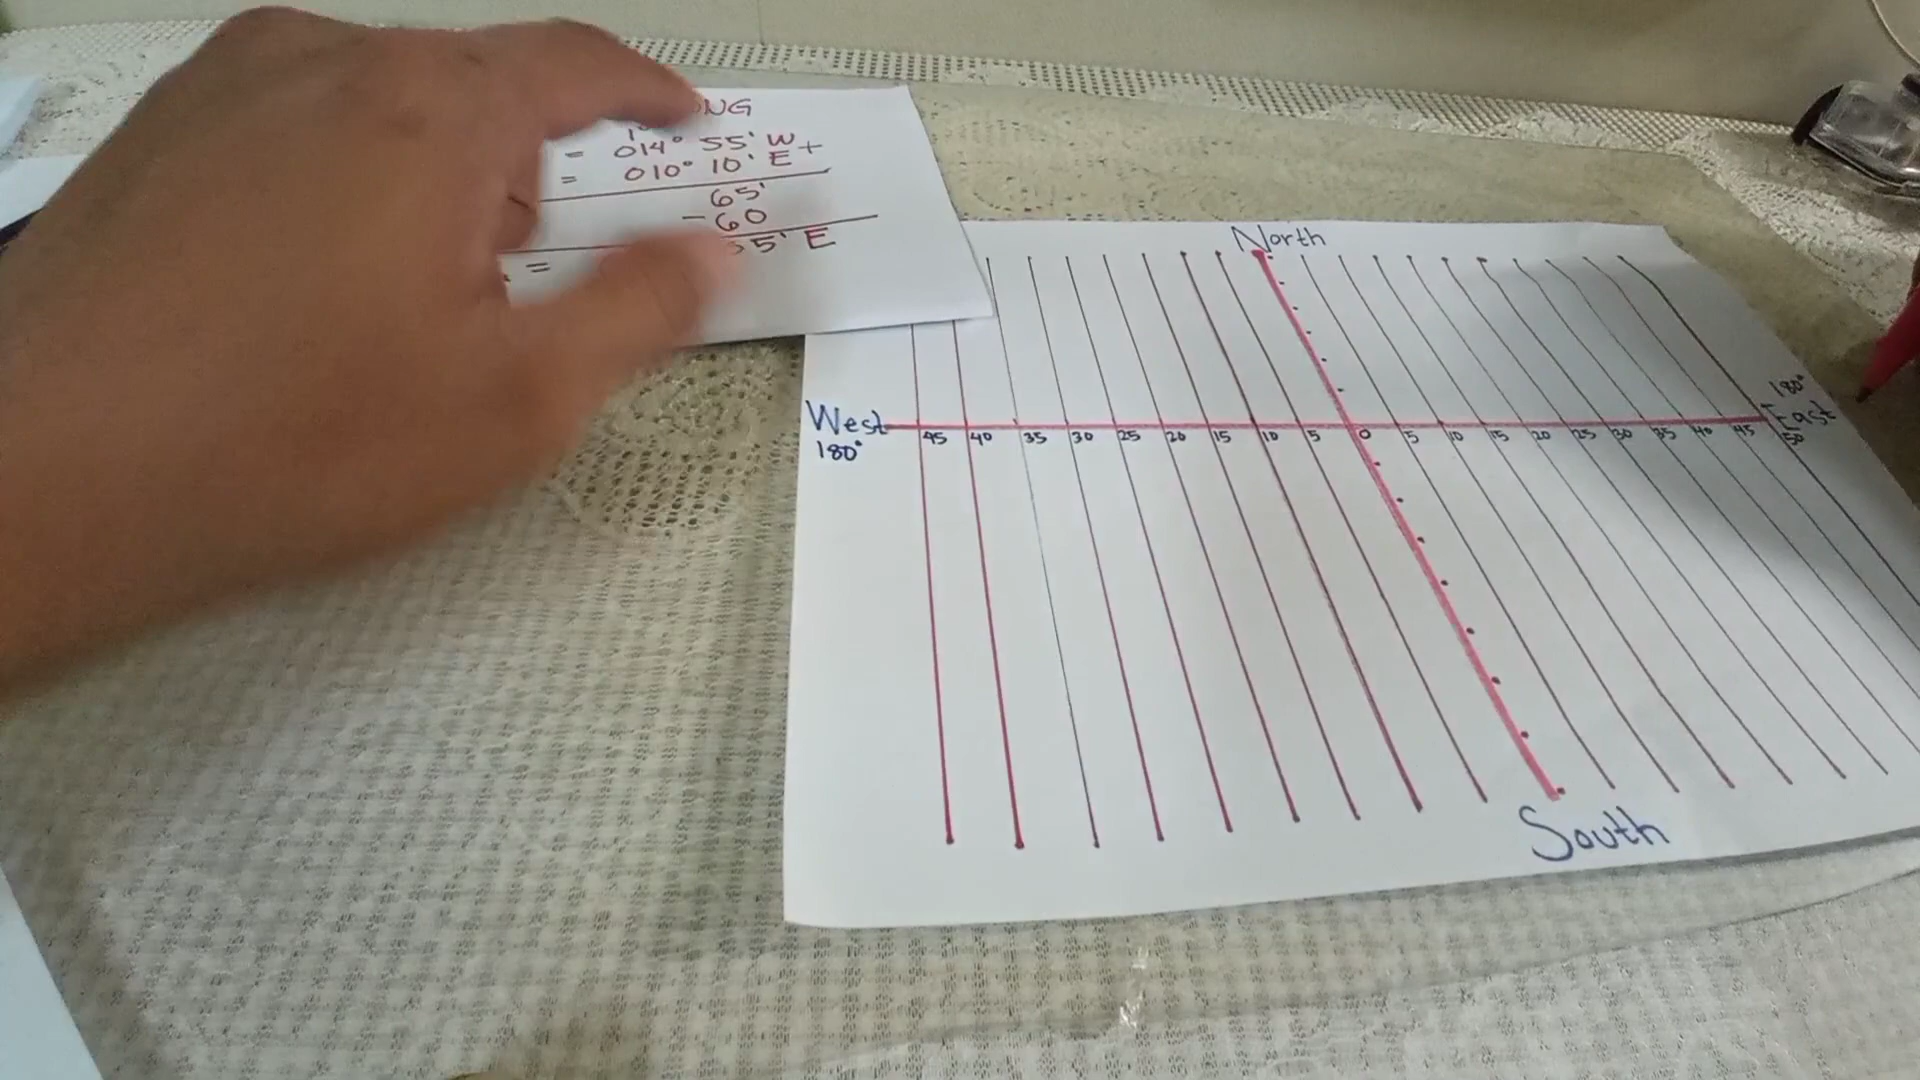 = 014° 55' W
= 010° 10' E +
65'
- 60
5' E
=
North
180°
East
West
180°
45 40 35 30 25 20 15 10 5 0 5 10 15 20 25 30 35 40 45 50
South